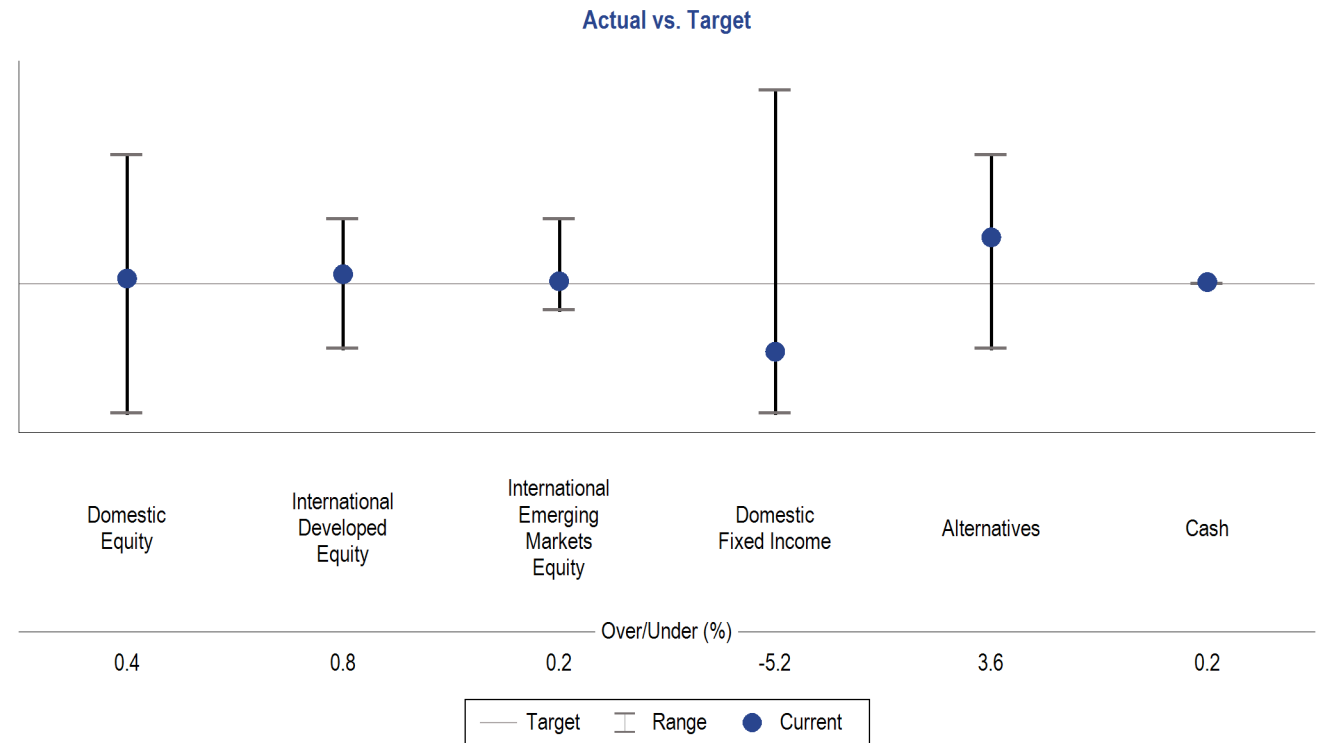 Actual vs. Target
Domestic
Equity
International
Developed
Equity
International
Emerging
Markets
Equity
Domestic
Fixed Income
Alternatives
Cash
Over/Under (%)
0.4
0.8
0.2
-5.2
3.6
0.2
Target
Range
Current